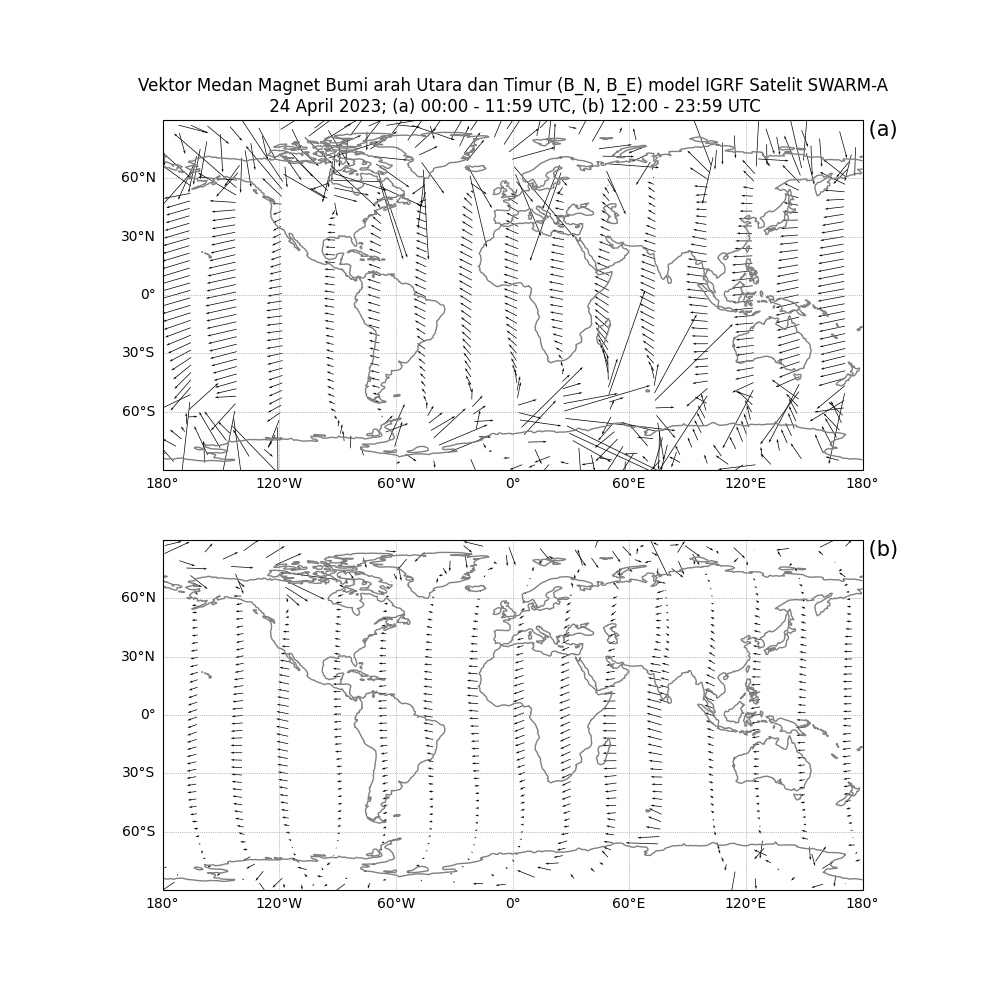 Vektor Medan Magnet Bumi arah Utara dan Timur (B_N, B_E) model IGRF Satelit SWARM-A
24 April 2023; (a) 00:00 - 11:59 UTC, (b) 12:00 - 23:59 UTC
(a)
60°N
30°N
0°
30°S
60°S
180° 120°W 60°W 0° 60°E 120°E 180°
(b)
60°N
30°N
0°
30°S
60°S
180° 120°W 60°W 0° 60°E 120°E 180°